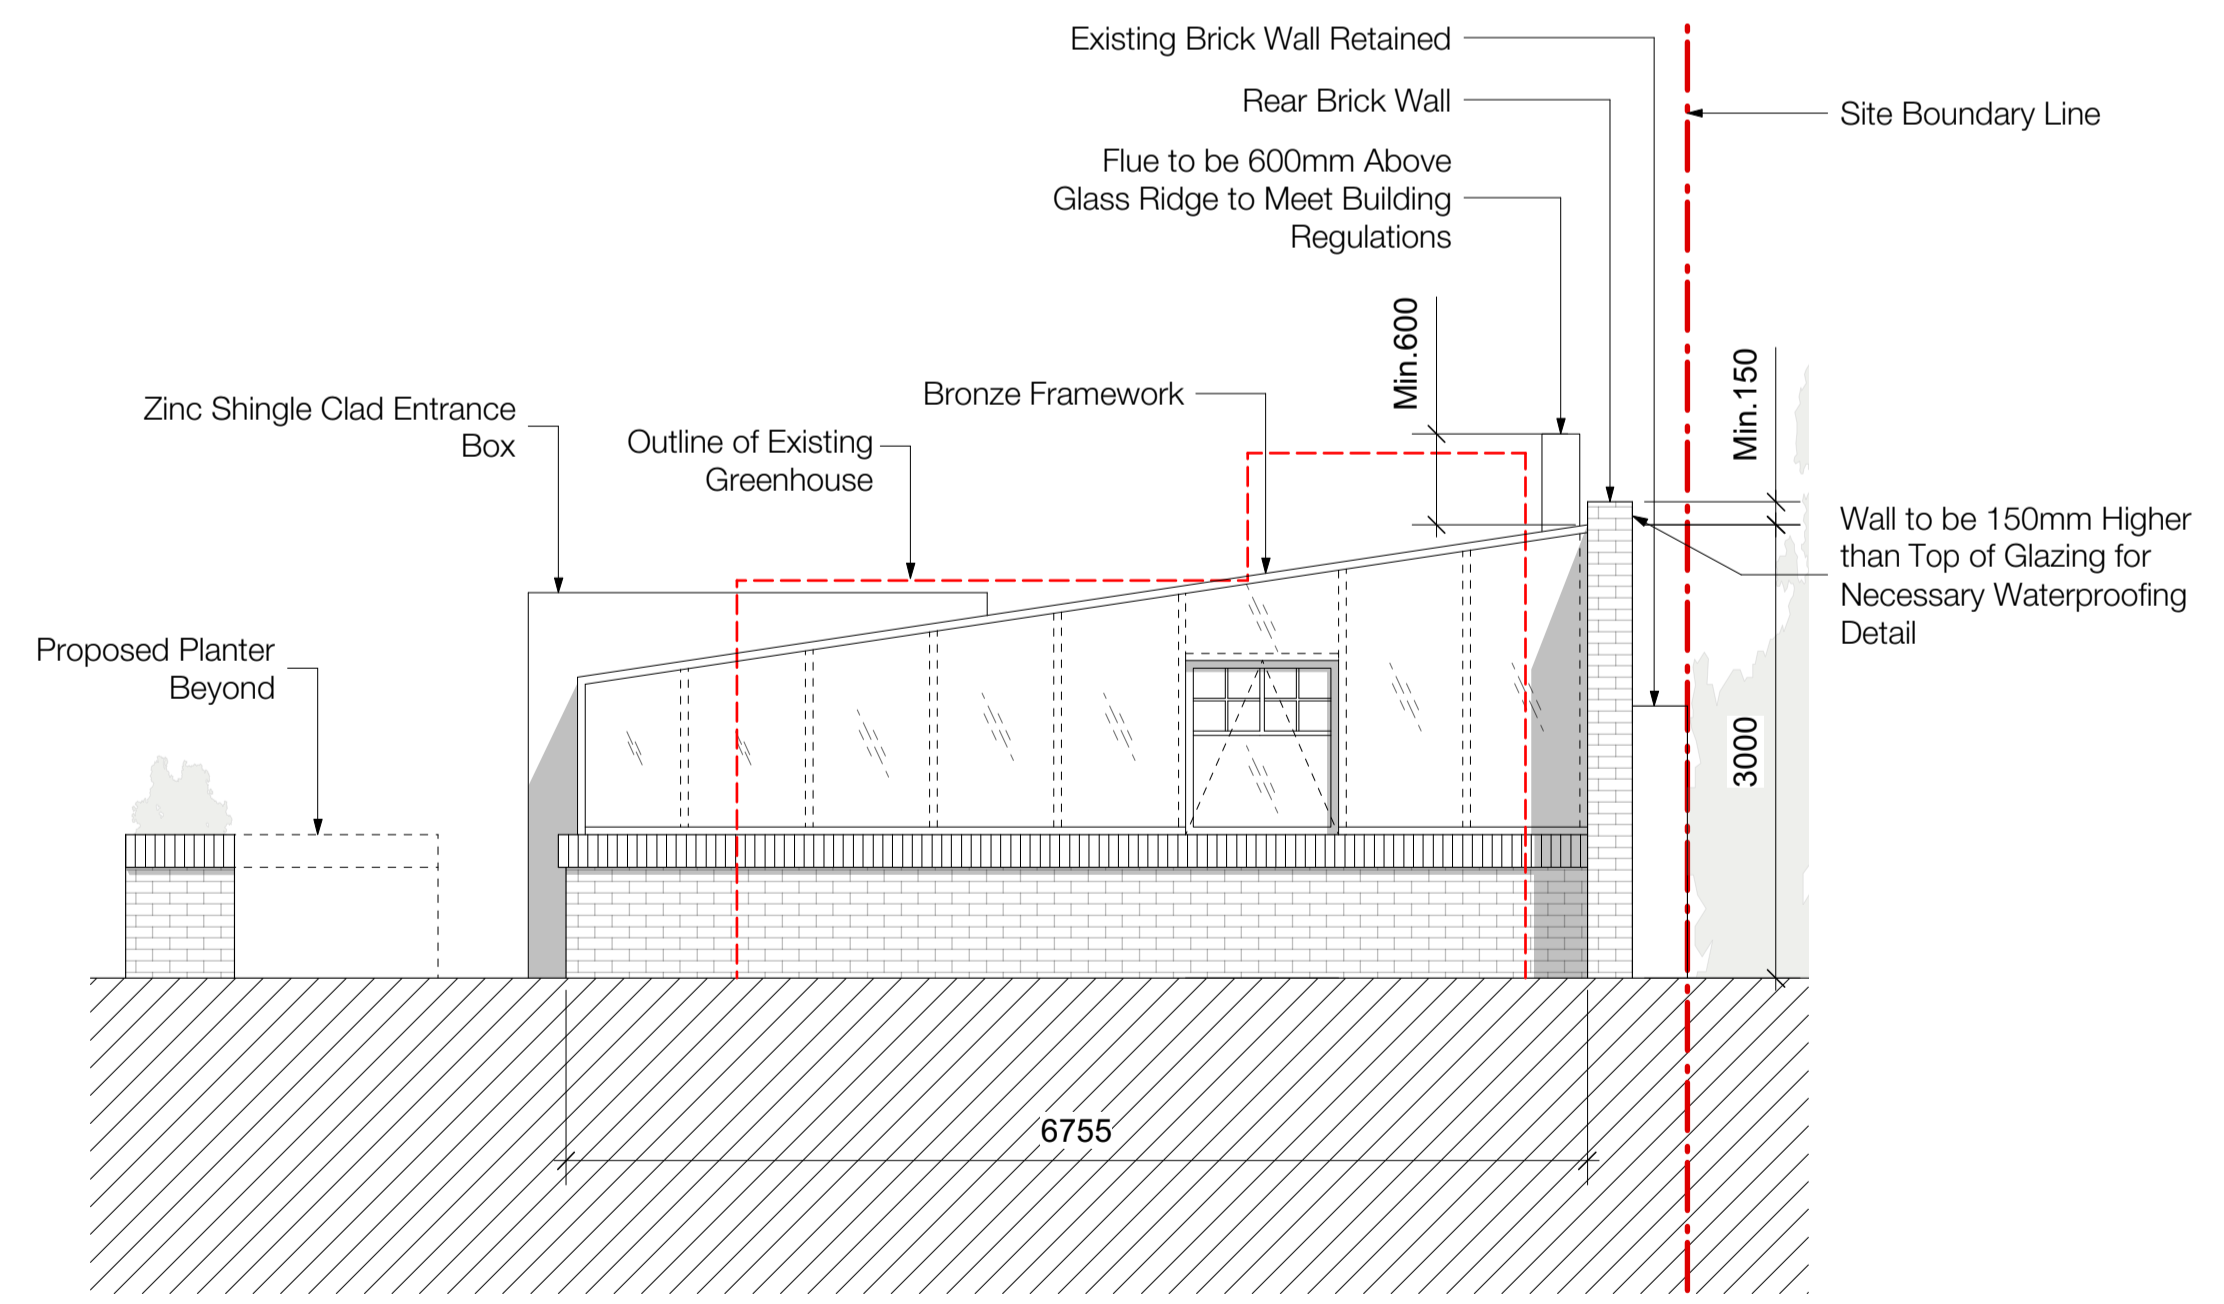 Existing Brick Wall Retained
Rear Brick Wall
Site Boundary Line
Flue to be 600mm Above
Glass Ridge to Meet Building
Regulations
Min.600
Min.150
Bronze Framework
Zinc Shingle Clad Entrance
Box
Outline of Existing
Greenhouse
Wall to be 150mm Higher
than Top of Glazing for
Necessary Waterproofing
Detail
Proposed Planter
Beyond
3000
6755